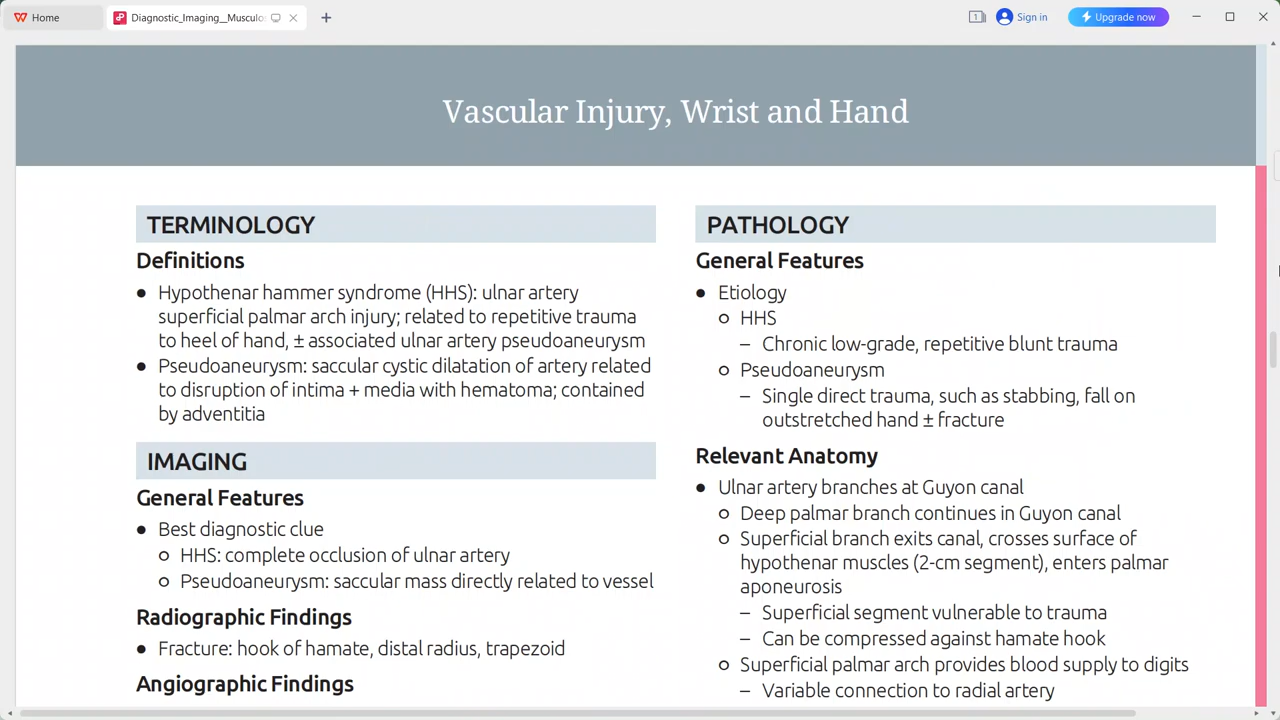 Home
Diagnostic_Imaging__Musculos
1
Sign in
Upgrade now
Vascular Injury, Wrist and Hand
TERMINOLOGY
Definitions
● Hypothenar hammer syndrome (HHS): ulnar artery
superficial palmar arch injury; related to repetitive trauma
to heel of hand, ± associated ulnar artery pseudoaneurysm
● Pseudoaneurysm: saccular cystic dilatation of artery related
to disruption of intima + media with hematoma; contained
by adventitia
IMAGING
General Features
● Best diagnostic clue
○ HHS: complete occlusion of ulnar artery
○ Pseudoaneurysm: saccular mass directly related to vessel
Radiographic Findings
● Fracture: hook of hamate, distal radius, trapezoid
Angiographic Findings
PATHOLOGY
General Features
● Etiology
○ HHS
– Chronic low-grade, repetitive blunt trauma
○ Pseudoaneurysm
– Single direct trauma, such as stabbing, fall on
outstretched hand ± fracture
Relevant Anatomy
● Ulnar artery branches at Guyon canal
○ Deep palmar branch continues in Guyon canal
○ Superficial branch exits canal, crosses surface of
hypothenar muscles (2-cm segment), enters palmar
aponeurosis
– Superficial segment vulnerable to trauma
– Can be compressed against hamate hook
○ Superficial palmar arch provides blood supply to digits
– Variable connection to radial artery